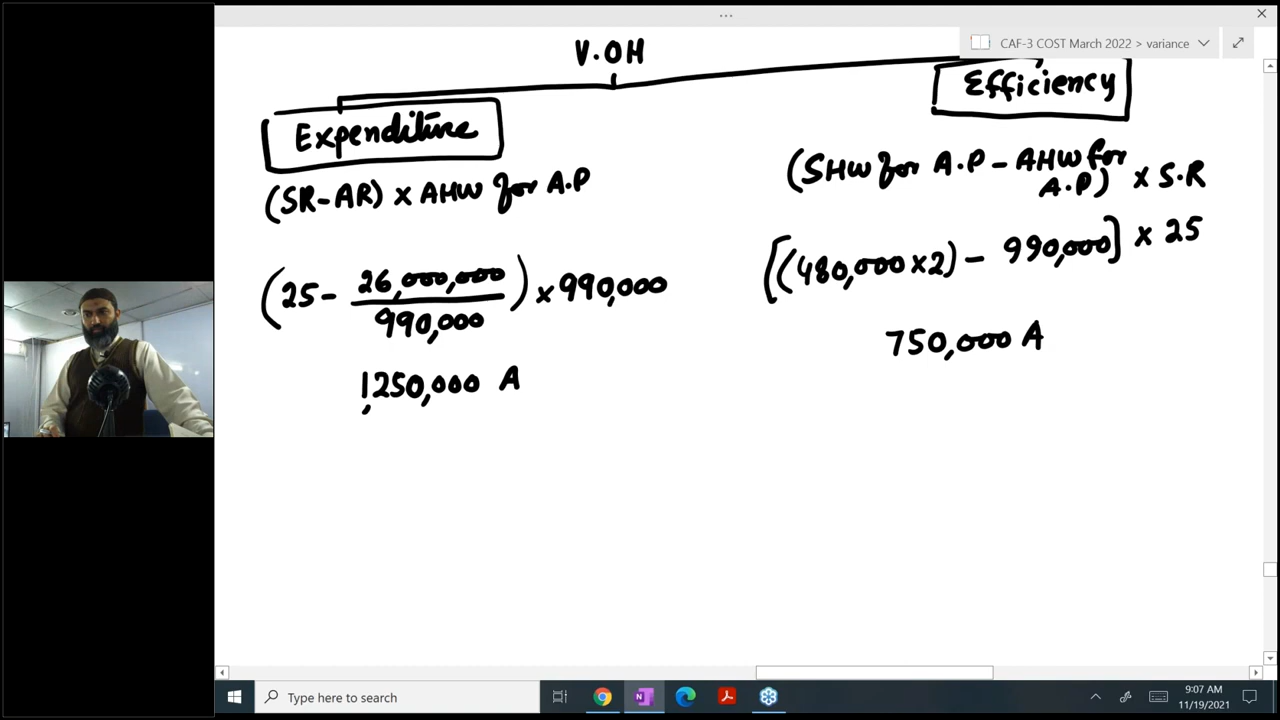 CAF-3 COST March 2022 > variance
V.OH
Expenditure
(SR-AR) × AHW for A.P
(25 - 26,000,000 / 990,000) × 990,000
1,250,000 A
Efficiency
(SHW for A.P - AHW for A.P) × S.R
[(480,000×2) - 990,000] × 25
750,000 A
Type here to search
9:07 AM
11/19/2021